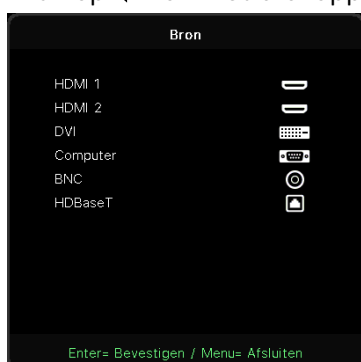 Bron
HDMI 1
HDMI 2
DVI
Computer
BNC
HDBaseT
Enter= Bevestigen / Menu= Afsluiten